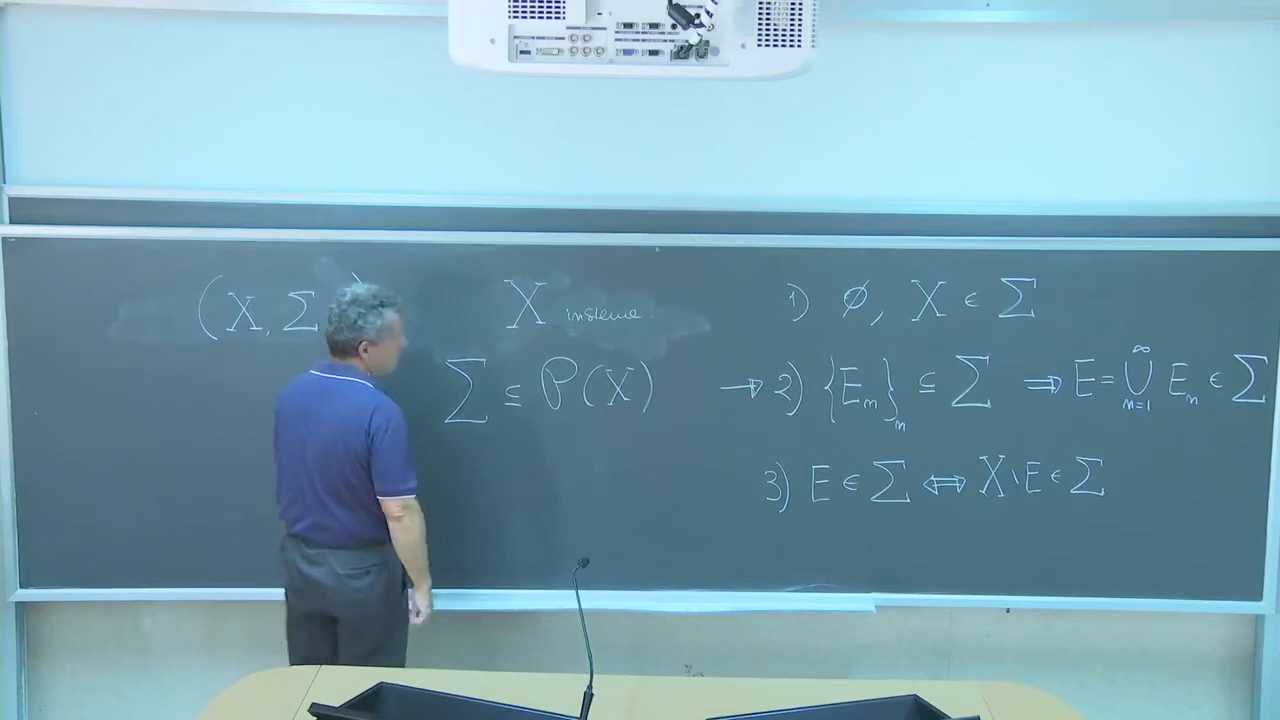 (X, Σ
X insieme.
Σ ⊆ P(X)
1) ∅, X ∈ Σ
→ 2) {E_n}_n ⊆ Σ ⇒ E = ⋃_{n=1}^∞ E_n ∈ Σ
3) E ∈ Σ ⇔ X∖E ∈ Σ